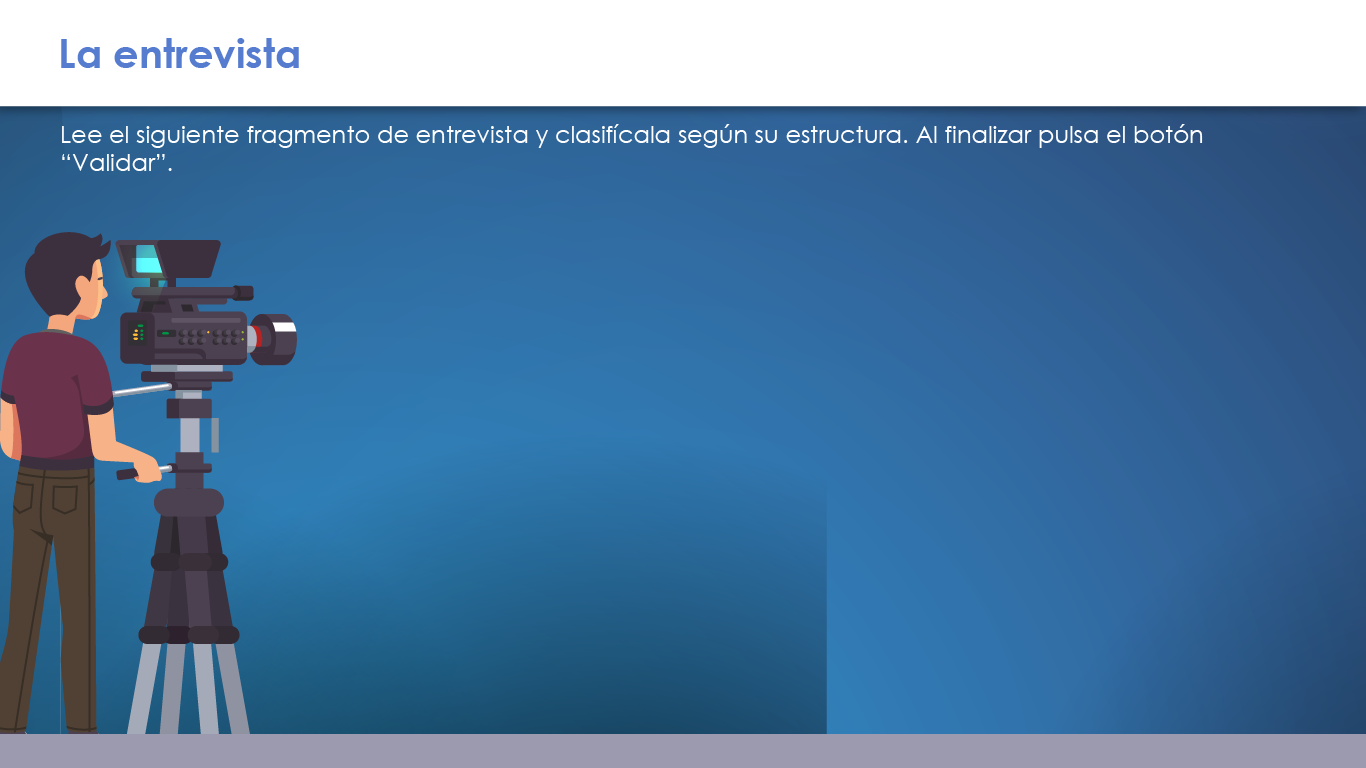 La entrevista
Lee el siguiente fragmento de entrevista y clasifícala según su estructura. Al finalizar pulsa el botón
“Validar”.